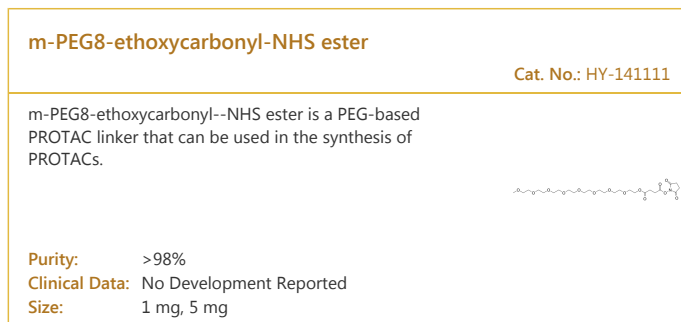 m-PEG8-ethoxycarbonyl-NHS ester
Cat. No.: HY-141111
m-PEG8-ethoxycarbonyl--NHS ester is a PEG-based
PROTAC linker that can be used in the synthesis of
PROTACs.
Purity: >98%
Clinical Data: No Development Reported
Size: 1 mg, 5 mg